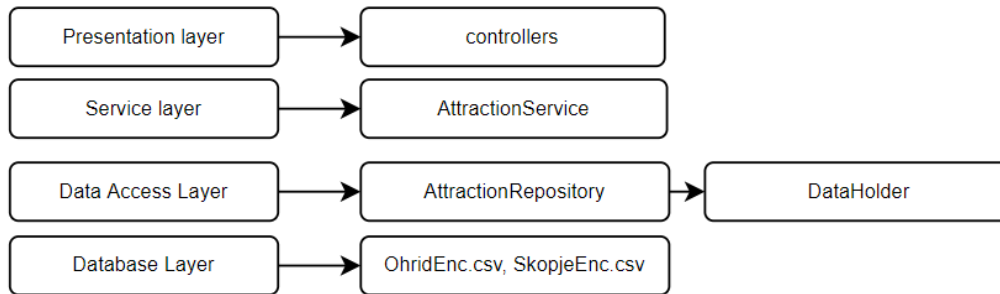 Presentation layer
controllers
Service layer
AttractionService
Data Access Layer
AttractionRepository
DataHolder
Database Layer
OhridEnc.csv, SkopjeEnc.csv